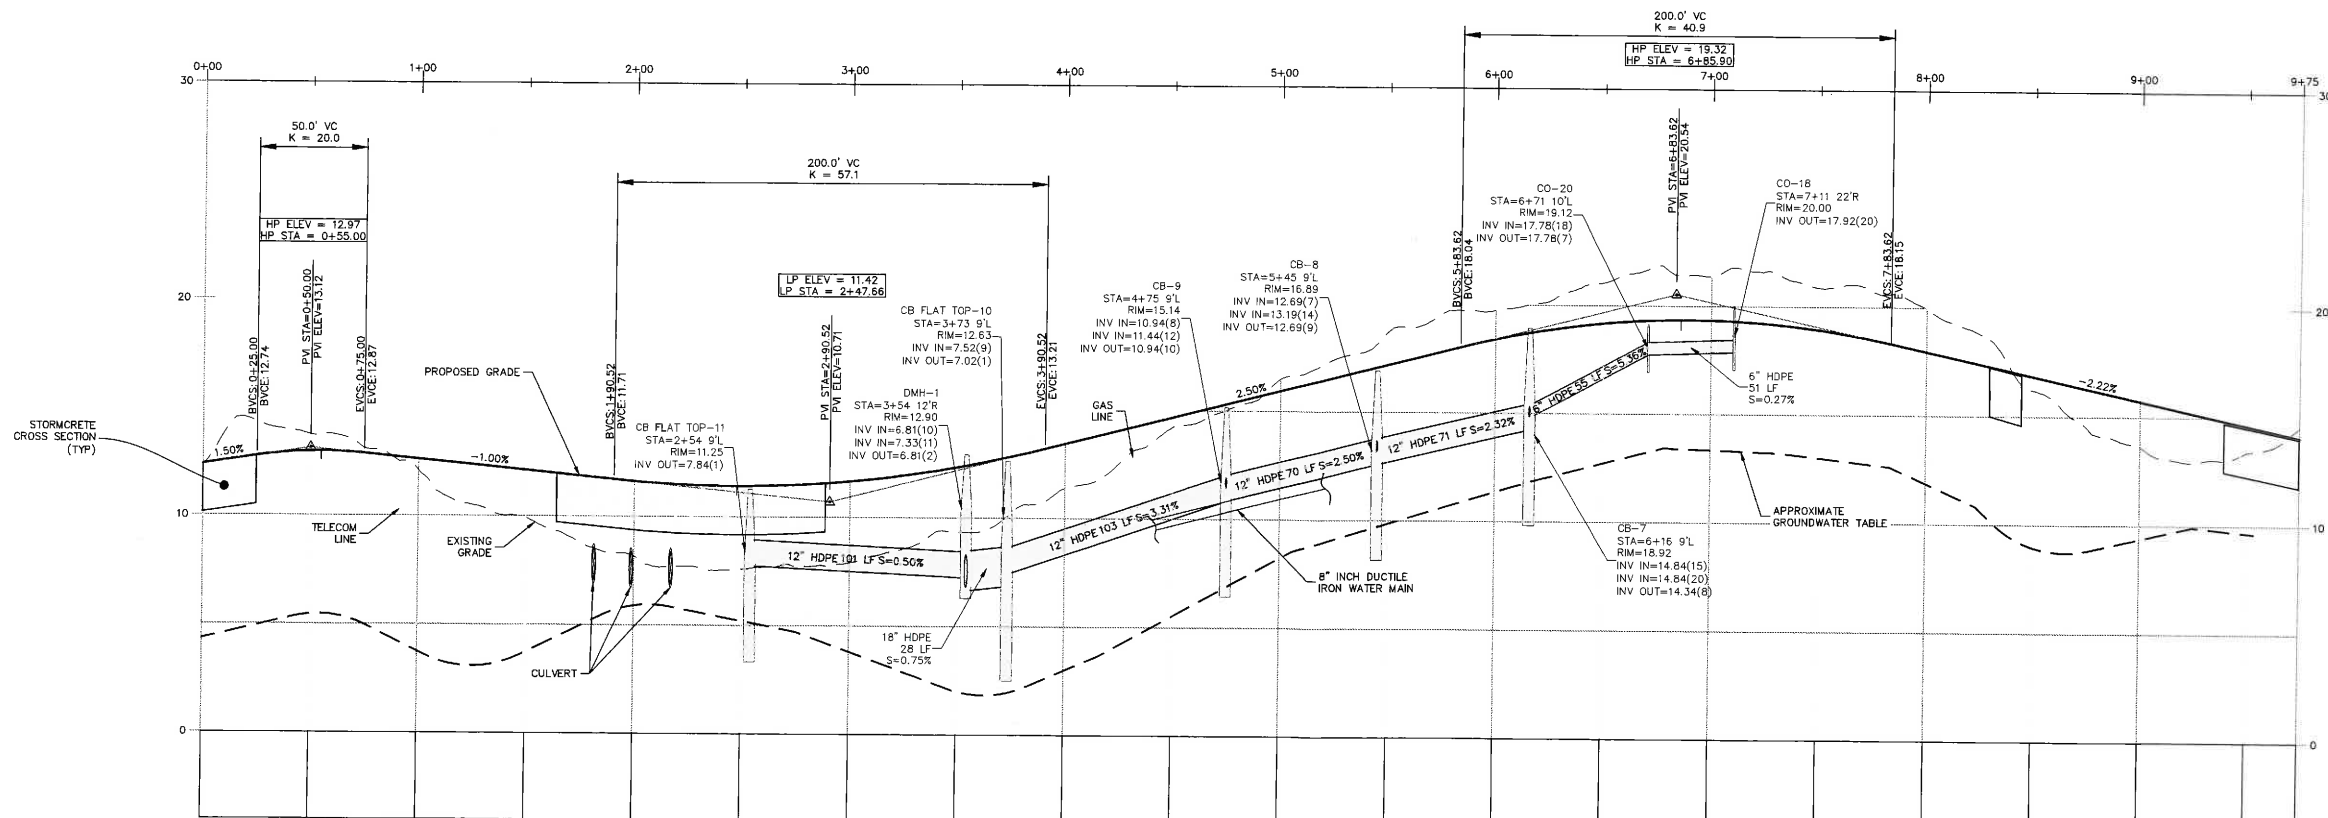 200.0' VC
K = 40.9
HP ELEV = 19.32
HP STA = 6+85.90
0+00
1+00
2+00
3+00
4+00
5+00
6+00
7+00
8+00
9+00
9+75
30
30
50.0' VC
K = 20.0
200.0' VC
K = 57.1
HP ELEV = 12.97
HP STA = 0+55.00
BVCS: 0+25.00
BVCE: 12.74
PVI STA=0+50.00
PVI ELEV=13.12
EVCS: 0+75.00
EVCE: 12.87
LP ELEV = 11.42
LP STA = 2+47.66
BVCS: 1+90.52
BVCE: 11.71
PVI STA=2+90.52
PVI ELEV=10.71
EVCS: 3+90.52
EVCE: 13.21
BVCS: 5+83.62
BVCE: 18.04
PVI STA=6+83.62
PVI ELEV=20.54
EVCS: 7+83.62
EVCE: 18.15
CO-20
STA=6+71 10'L
RIM=19.12
INV IN=17.78(18)
INV OUT=17.78(7)
CO-18
STA=7+11 22'R
RIM=20.00
INV OUT=17.92(20)
CB-8
STA=5+45 9'L
RIM=16.89
INV IN=12.69(7)
INV IN=13.19(14)
INV OUT=12.69(9)
CB-9
STA=4+75 9'L
RIM=15.14
INV IN=10.94(8)
INV IN=11.44(12)
INV OUT=10.94(10)
CB FLAT TOP-10
STA=3+73 9'L
RIM=12.63
INV IN=7.52(9)
INV OUT=7.02(1)
DMH-1
STA=3+54 12'R
RIM=12.90
INV IN=6.81(10)
INV IN=7.33(11)
INV OUT=6.81(2)
CB FLAT TOP-11
STA=2+54 9'L
RIM=11.25
INV OUT=7.84(1)
20
20
PROPOSED GRADE
STORMCRETE
CROSS SECTION
(TYP)
1.50%
-1.00%
2.50%
-2.22%
GAS
LINE
6" HDPE
51 LF
S=0.27%
6" HDPE 55 LF S=5.36%
12" HDPE 71 LF S=2.32%
12" HDPE 70 LF S=2.50%
12" HDPE 103 LF S=3.31%
12" HDPE 101 LF S=0.50%
10
10
TELECOM
LINE
EXISTING
GRADE
APPROXIMATE
GROUNDWATER TABLE
CB-7
STA=6+16 9'L
RIM=18.92
INV IN=14.84(15)
INV IN=14.84(20)
INV OUT=14.34(8)
8" INCH DUCTILE
IRON WATER MAIN
18" HDPE
28 LF
S=0.75%
CULVERT
0
0